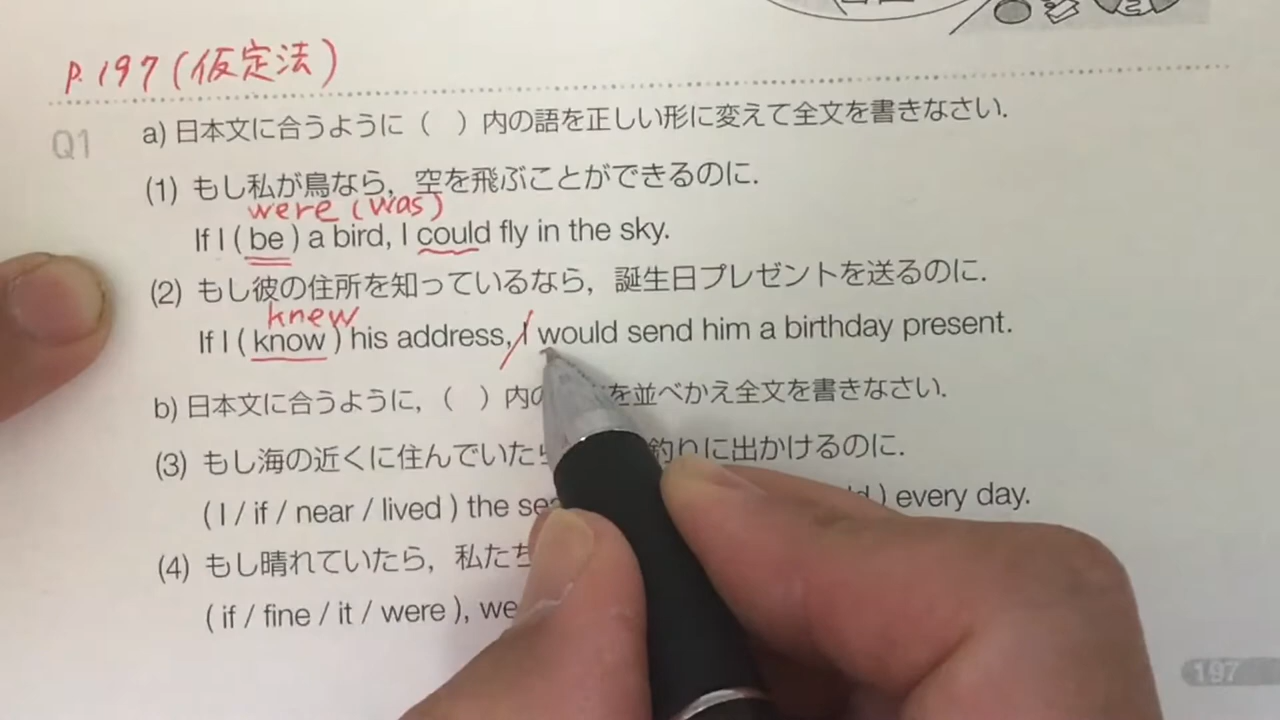 P.197(仮定法)
Q1 a) 日本文に合うように（ ）内の語を正しい形に変えて全文を書きなさい.
(1) もし私が鳥なら，空を飛ぶことができるのに.
were (was)
If I ( be ) a bird, I could fly in the sky.
(2) もし彼の住所を知っているなら，誕生日プレゼントを送るのに.
knew
If I ( know ) his address, I would send him a birthday present.
b) 日本文に合うように，（ ）内の を並べかえ全文を書きなさい.
(3) もし海の近くに住んでいたら 釣りに出かけるのに.
( I / if / near / lived ) the sea ) every day.
(4) もし晴れていたら，私たち
( if / fine / it / were ), we
197